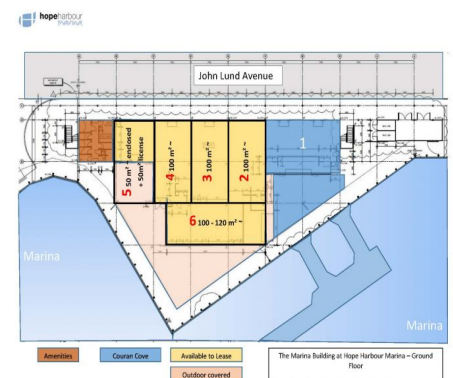 hopeharbour
John Lund Avenue
1
5 50 m² ~ enclosed
+ 50m² license
4 100 m² ~
3 100 m² ~
2 100 m² ~
6 100 - 120 m² ~
Marina
Marina
Amenities
Couran Cove
Available to Lease
Outdoor covered
The Marina Building at Hope Harbour Marina ~ Ground
Floor